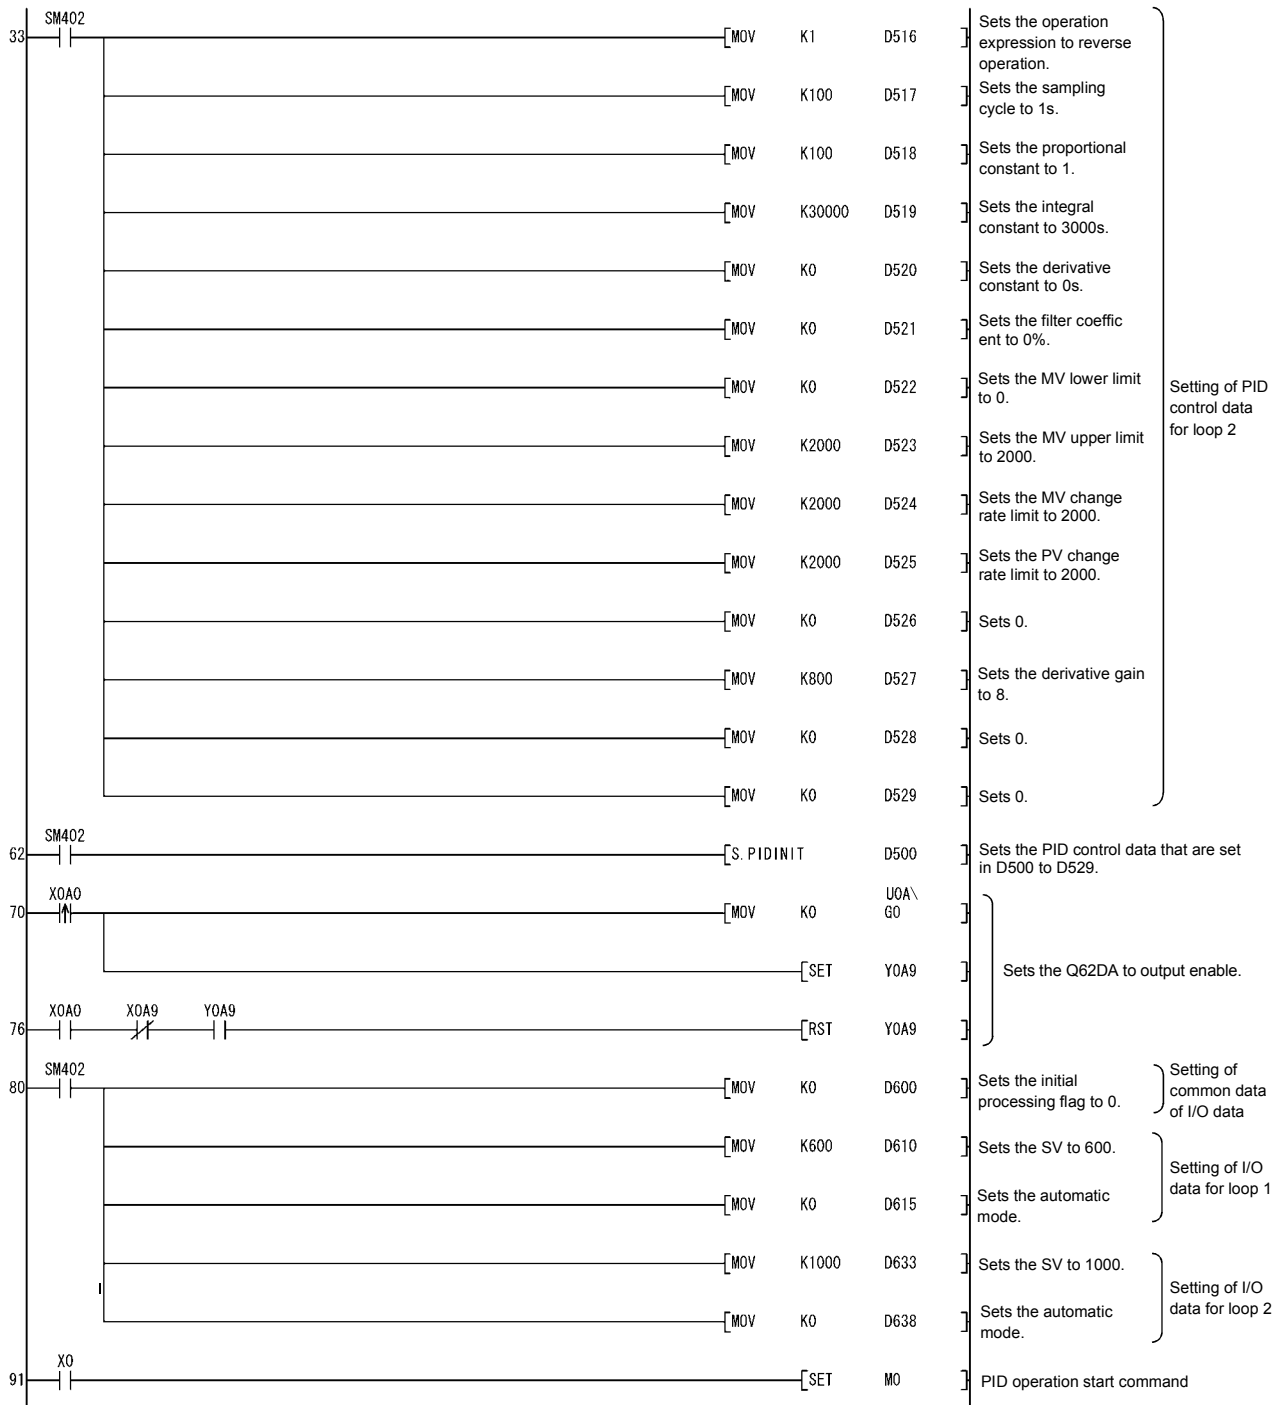 SM402
33 MOV K1 D516
Sets the operation
expression to reverse
operation.
MOV K100 D517
Sets the sampling
cycle to 1s.
MOV K100 D518
Sets the proportional
constant to 1.
MOV K30000 D519
Sets the integral
constant to 3000s.
MOV K0 D520
Sets the derivative
constant to 0s.
MOV K0 D521
Sets the filter coeffic
ent to 0%.
MOV K0 D522
Sets the MV lower limit
to 0.
Setting of PID
control data
for loop 2
MOV K2000 D523
Sets the MV upper limit
to 2000.
MOV K2000 D524
Sets the MV change
rate limit to 2000.
MOV K2000 D525
Sets the PV change
rate limit to 2000.
MOV K0 D526
Sets 0.
MOV K800 D527
Sets the derivative gain
to 8.
MOV K0 D528
Sets 0.
MOV K0 D529
Sets 0.
SM402
62 S.PIDINIT D500
Sets the PID control data that are set
in D500 to D529.
X0A0 U0A\
70 MOV K0 G0
SET Y0A9
Sets the Q62DA to output enable.
X0A0 X0A9 Y0A9
76 RST Y0A9
SM402
80 MOV K0 D600
Sets the initial
processing flag to 0.
Setting of
common data
of I/O data
MOV K600 D610
Sets the SV to 600.
Setting of I/O
data for loop 1
MOV K0 D615
Sets the automatic
mode.
MOV K1000 D633
Sets the SV to 1000.
Setting of I/O
data for loop 2
MOV K0 D638
Sets the automatic
mode.
X0
91 SET M0
PID operation start command